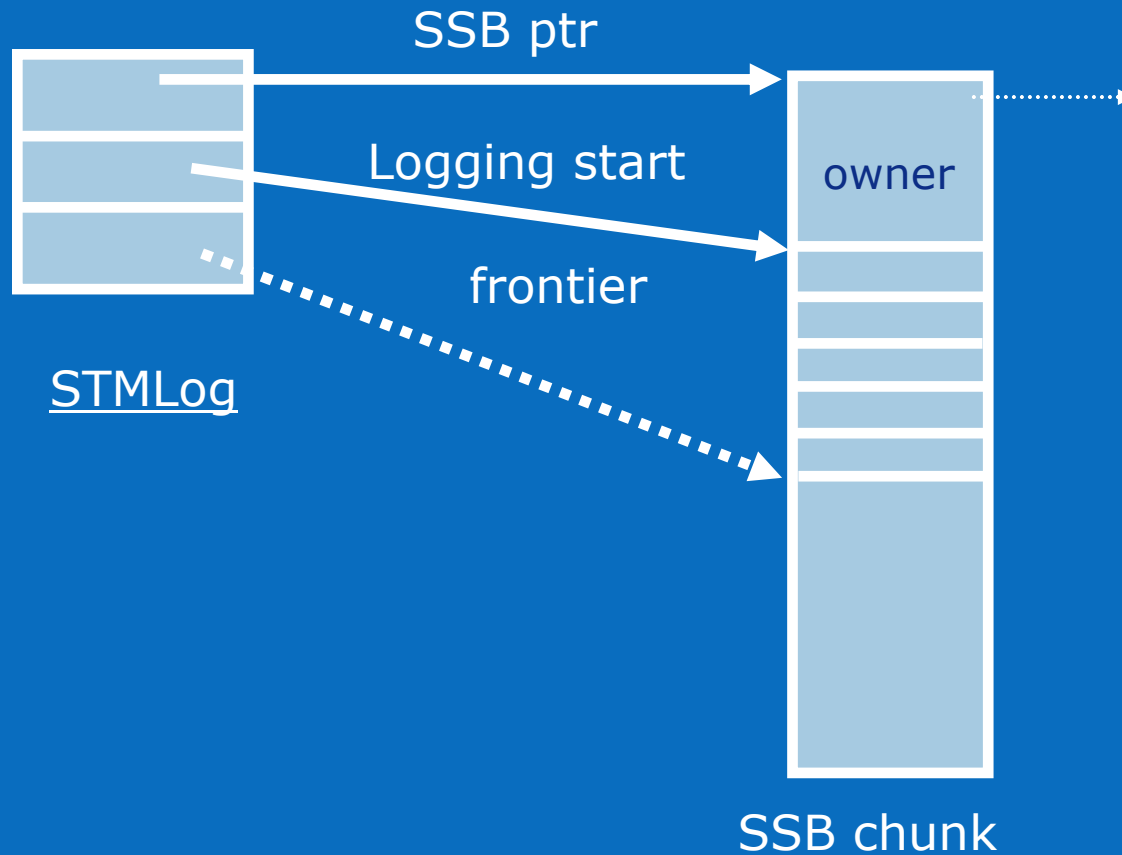 SSB ptr
Logging start
owner
frontier
STMLog
SSB chunk